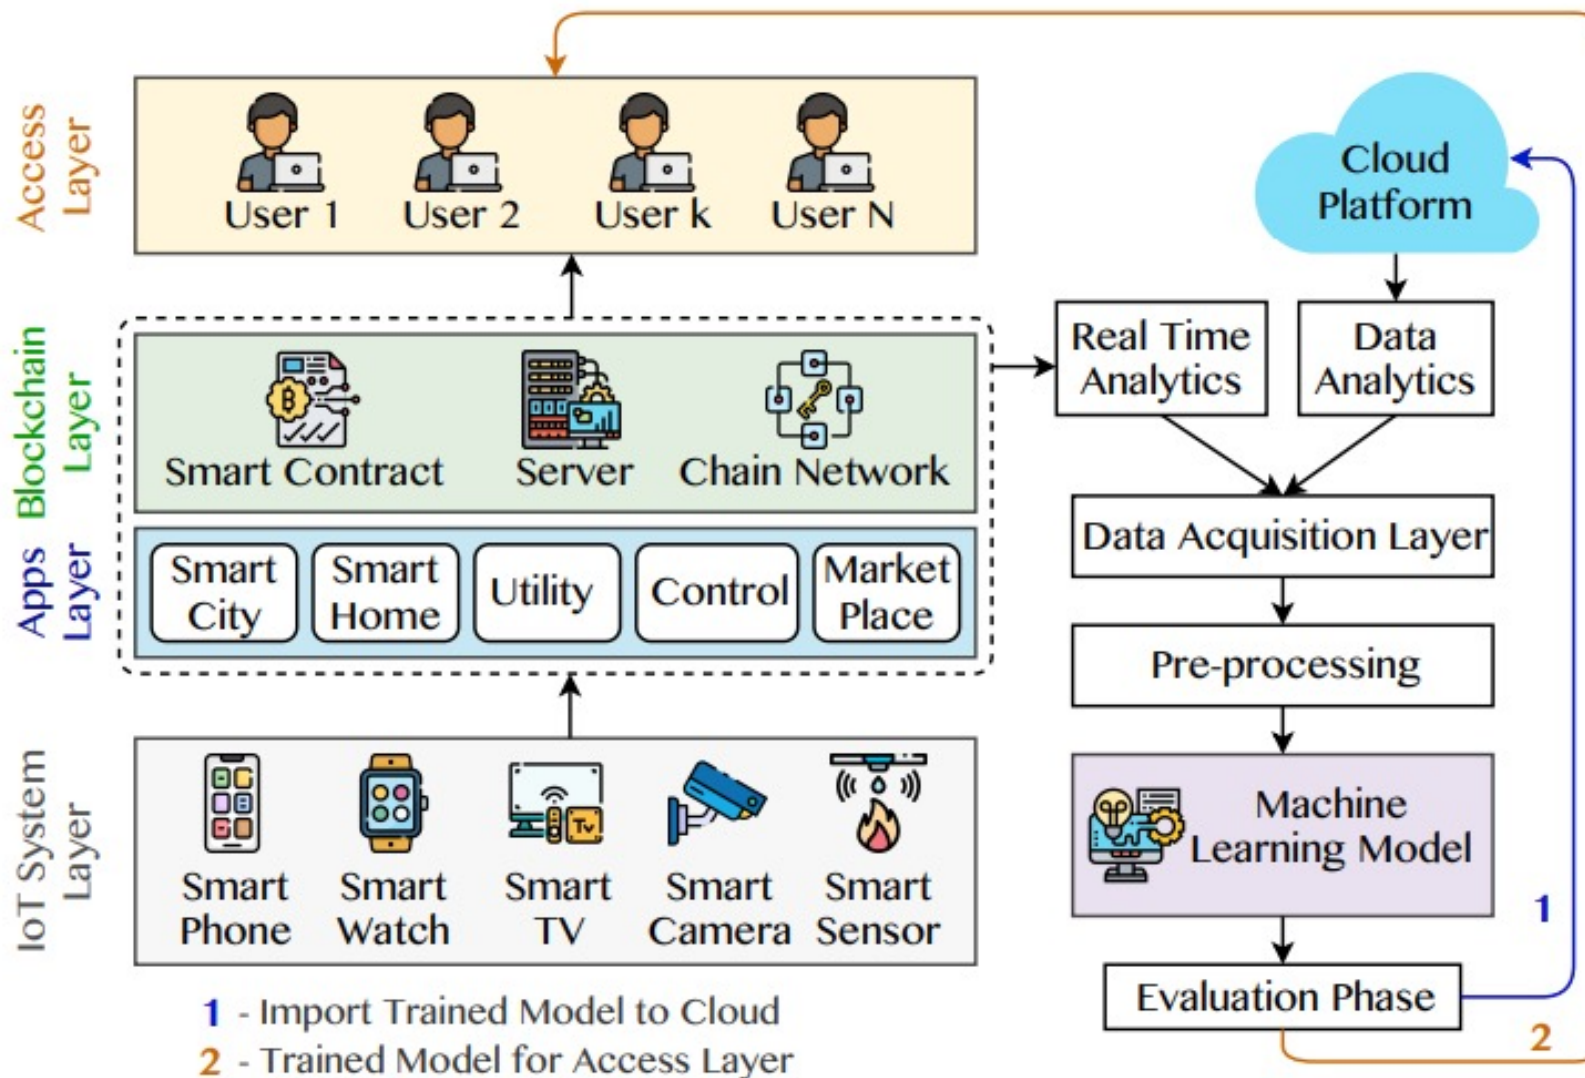 Access
Layer
User 1
User 2
User k
User N
Blockchain
Layer
Smart Contract
Server
Chain Network
Apps
Layer
Smart
City
Smart
Home
Utility
Control
Market
Place
IoT System
Layer
Tv
Smart
Phone
Smart
Watch
Smart
TV
Smart
Camera
Smart
Sensor
1 - Import Trained Model to Cloud
2 - Trained Model for Access Layer
Cloud
Platform
Real Time
Analytics
Data
Analytics
Data Acquisition Layer
Pre-processing
Machine
Learning Model
Evaluation Phase
1
2